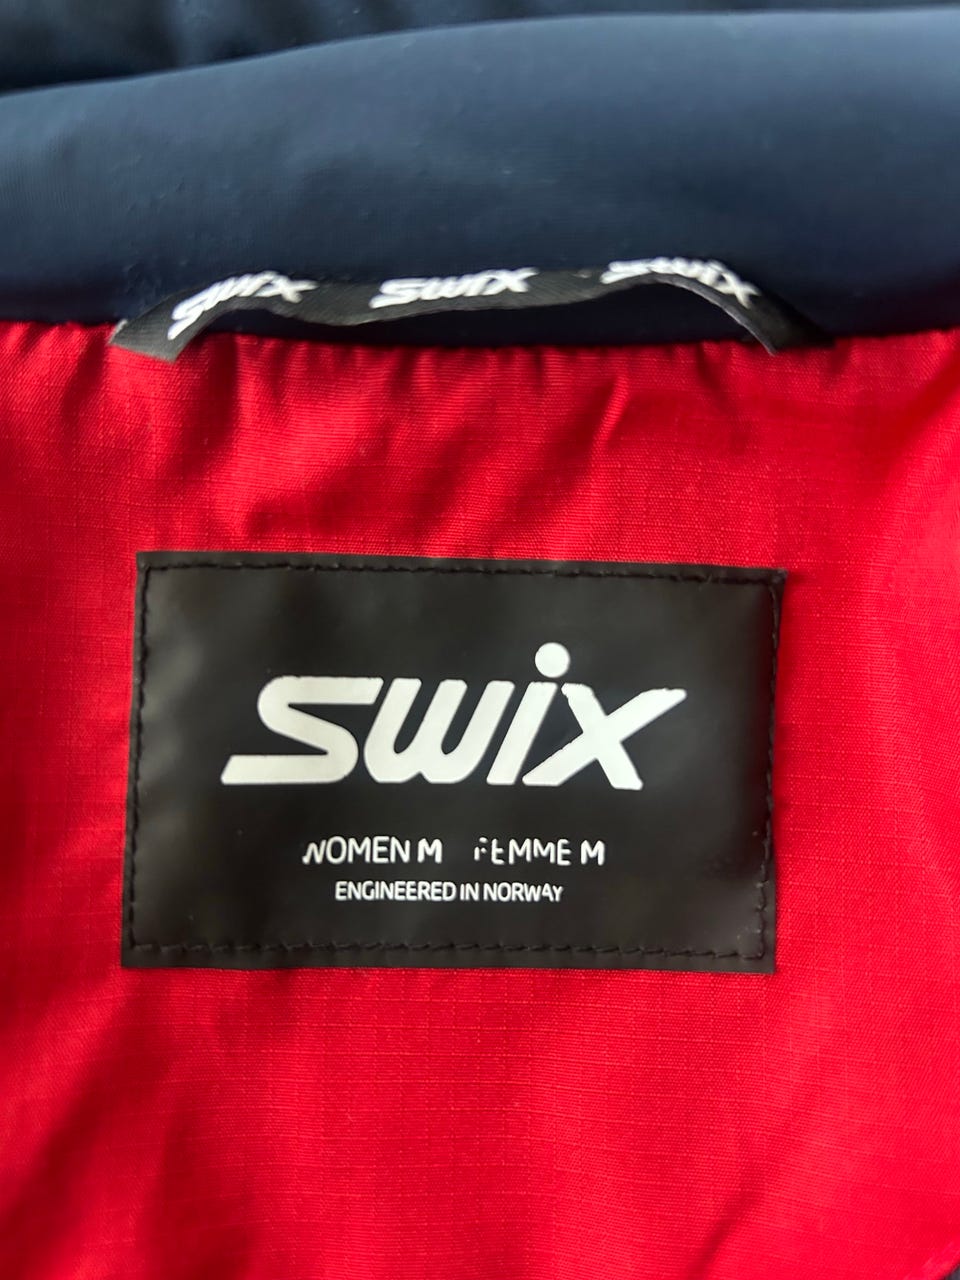 swix swix swix
swix
WOMEN M FEMME M
ENGINEERED IN NORWAY